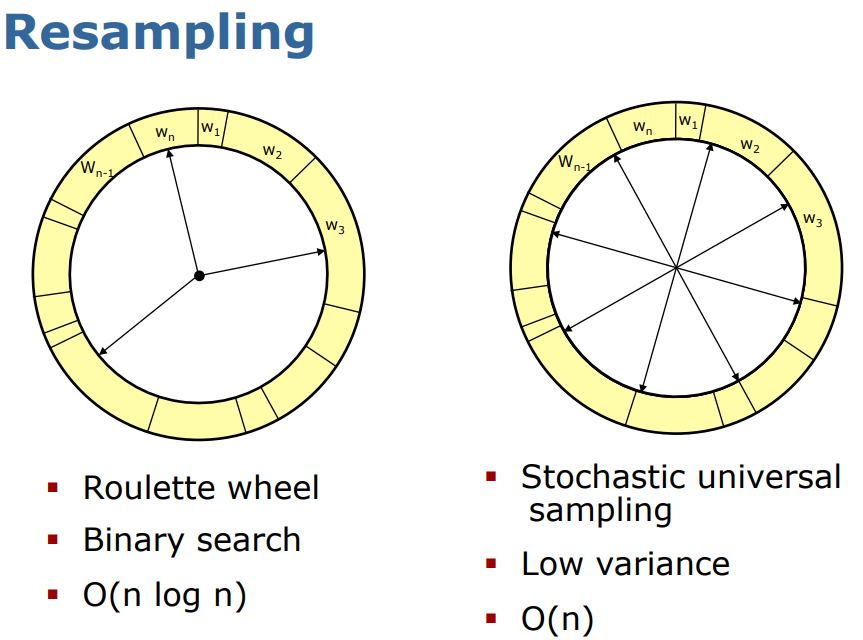 Resampling
wn
w1
w2
w3
Wn-1
wn
w1
w2
w3
Wn-1
▪ Roulette wheel
▪ Binary search
▪ O(n log n)
▪ Stochastic universal
sampling
▪ Low variance
▪ O(n)